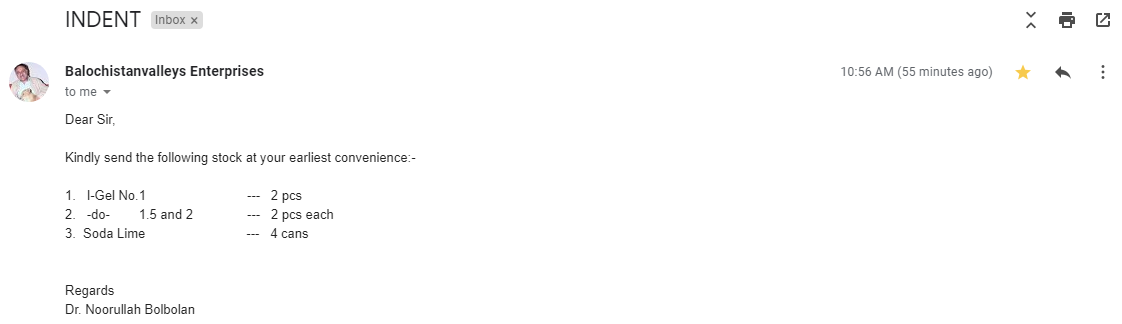 INDENT Inbox ×
Balochistanvalleys Enterprises 10:56 AM (55 minutes ago)
to me
Dear Sir,
Kindly send the following stock at your earliest convenience:-
1. I-Gel No.1 --- 2 pcs
2. -do- 1.5 and 2 --- 2 pcs each
3. Soda Lime --- 4 cans
Regards
Dr. Noorullah Bolbolan